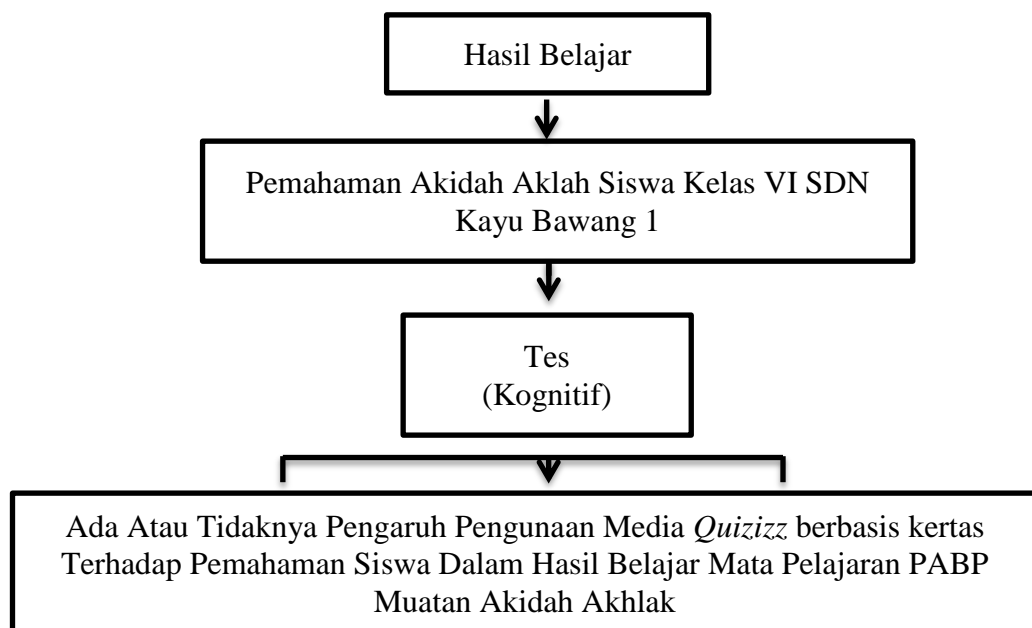 Hasil Belajar
Pemahaman Akidah Aklah Siswa Kelas VI SDN
Kayu Bawang 1
Tes
(Kognitif)
Ada Atau Tidaknya Pengaruh Pengunaan Media Quizizz berbasis kertas
Terhadap Pemahaman Siswa Dalam Hasil Belajar Mata Pelajaran PABP
Muatan Akidah Akhlak